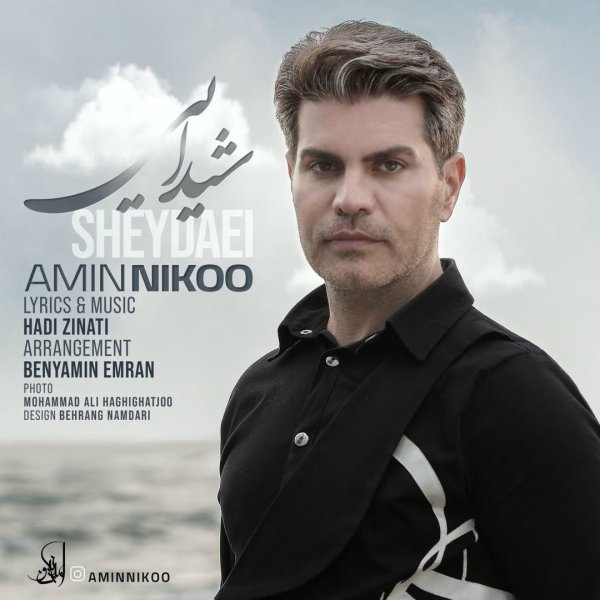 شیدایی
SHEYDAEI
AMIN NIKOO
LYRICS & MUSIC
HADI ZINATI
ARRANGEMENT
BENYAMIN EMRAN
PHOTO
MOHAMMAD ALI HAGHIGHATJOO
DESIGN BEHRANG NAMDARI
AMINNIKOO